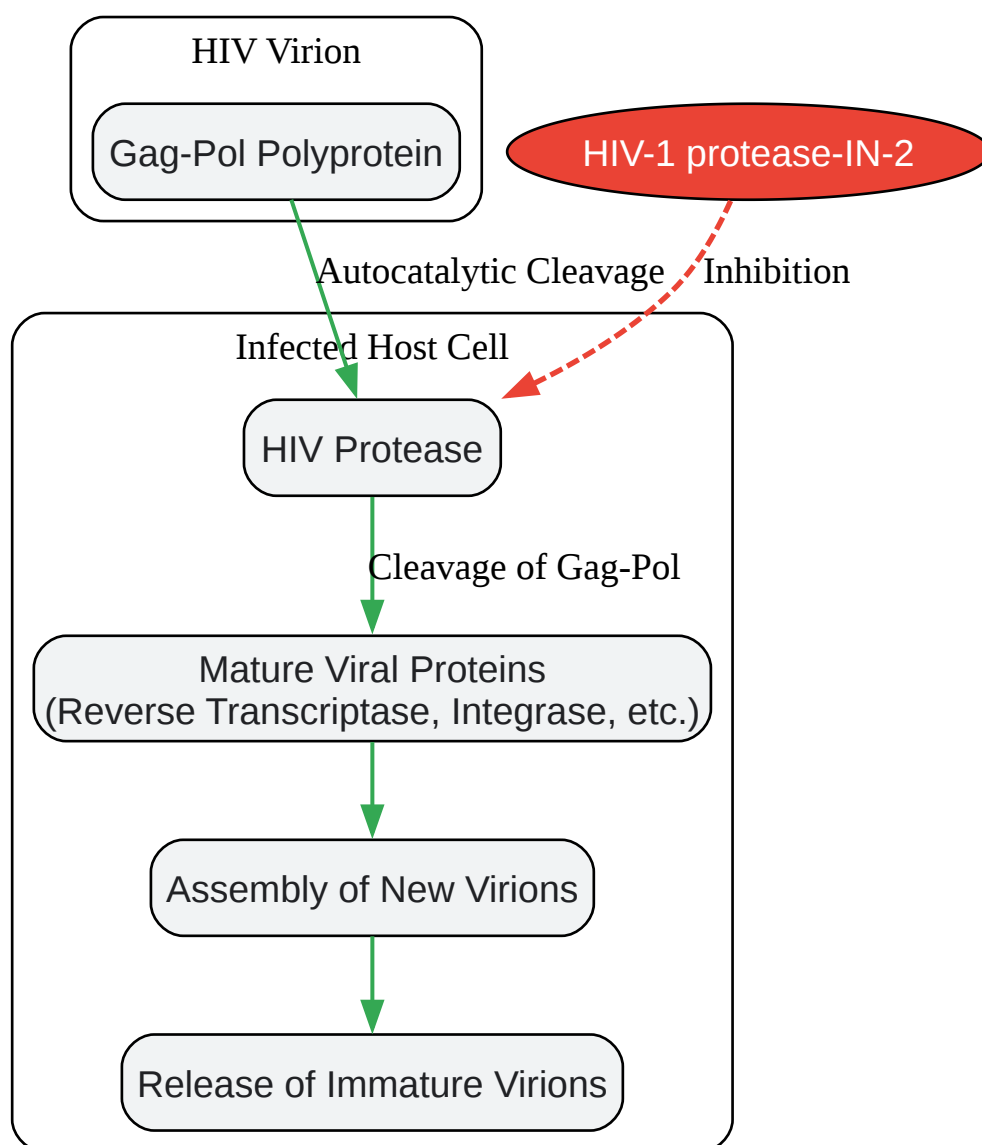 HIV Virion
Gag-Pol Polyprotein
HIV-1 protease-IN-2
Autocatalytic Cleavage
Inhibition
Infected Host Cell
HIV Protease
Cleavage of Gag-Pol
Mature Viral Proteins
(Reverse Transcriptase, Integrase, etc.)
Assembly of New Virions
Release of Immature Virions